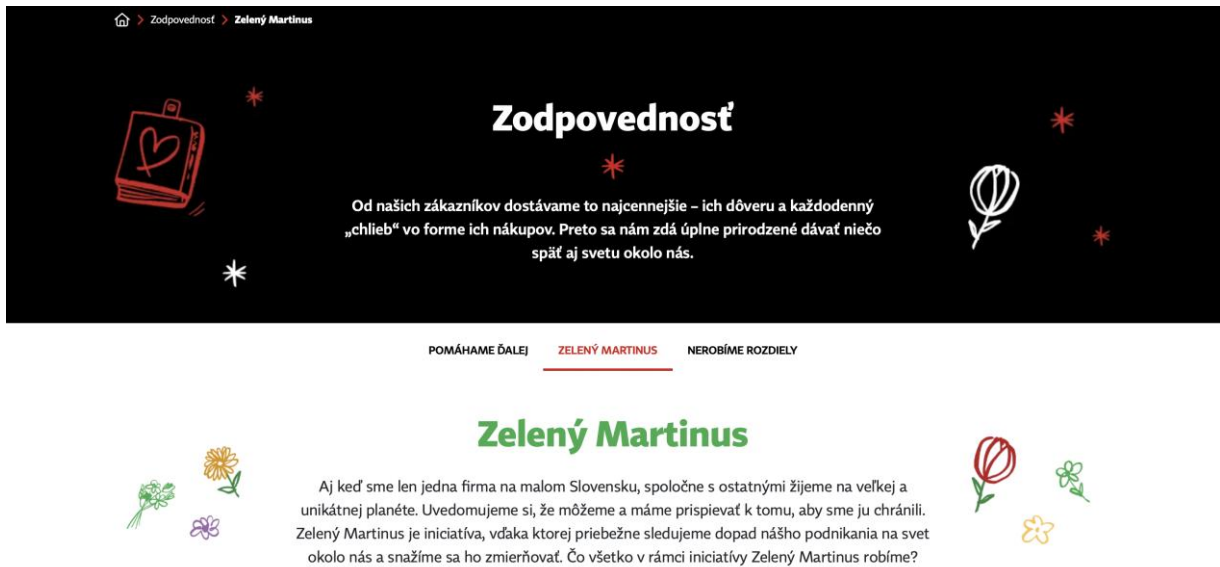 Zodpovednosť > Zelený Martinus
Zodpovednosť
Od našich zákazníkov dostávame to najcennejšie – ich dôveru a každodenný
„chlieb“ vo forme ich nákupov. Preto sa nám zdá úplne prirodzené dávať niečo
späť aj svetu okolo nás.
POMÁHAME ĎALEJ ZELENÝ MARTINUS NEROBÍME ROZDIELY
Zelený Martinus
Aj keď sme len jedna firma na malom Slovensku, spoločne s ostatnými žijeme na veľkej a
unikátnej planéte. Uvedomujeme si, že môžeme a máme prispievať k tomu, aby sme ju chránili.
Zelený Martinus je iniciatíva, vďaka ktorej priebežne sledujeme dopad nášho podnikania na svet
okolo nás a snažíme sa ho zmierňovať. Čo všetko v rámci iniciatívy Zelený Martinus robíme?